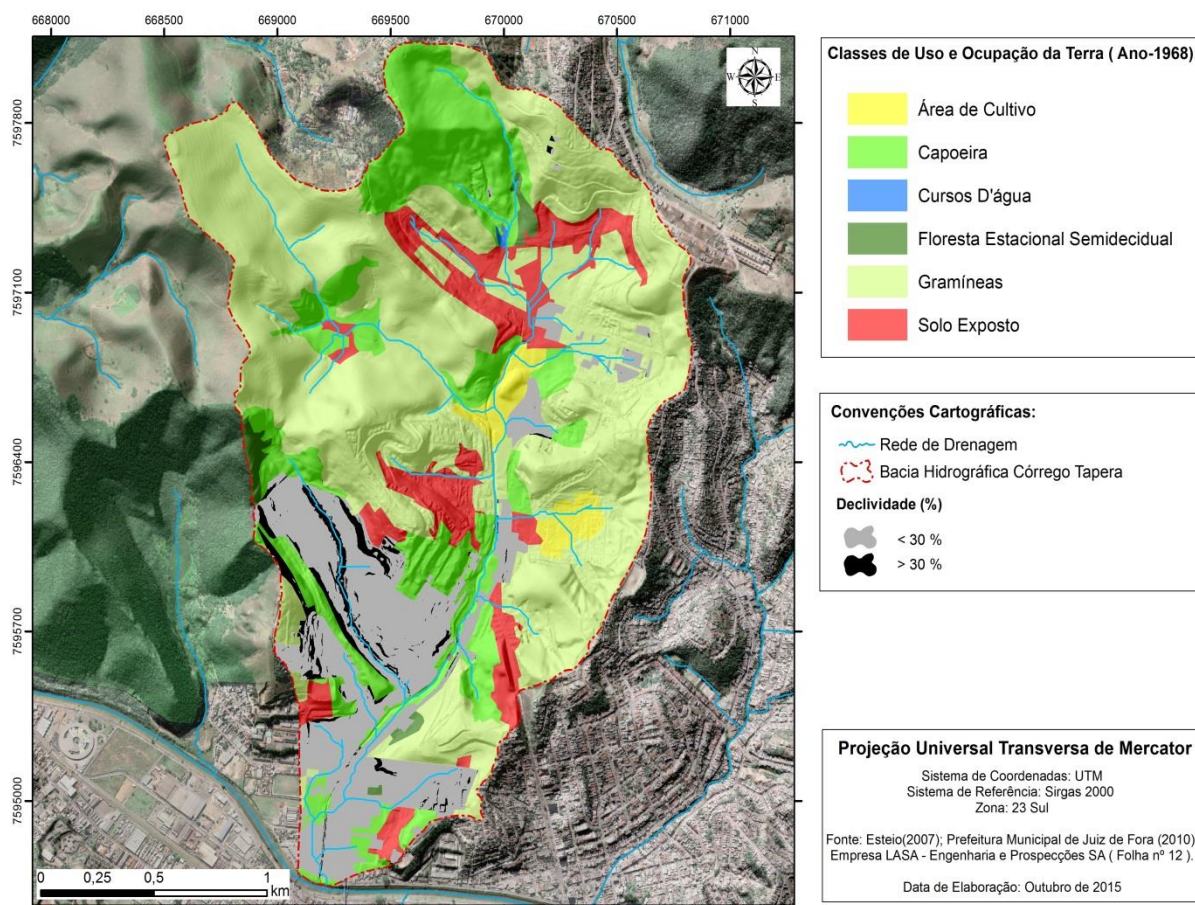 668000 668500 669000 669500 670000 670500 671000
7597800
7597100
7596400
7595700
7595000
N
W E
S
0 0,25 0,5 1
km
Classes de Uso e Ocupação da Terra ( Ano-1968)
Área de Cultivo
Capoeira
Cursos D'água
Floresta Estacional Semidecidual
Gramíneas
Solo Exposto
Convenções Cartográficas:
Rede de Drenagem
Bacia Hidrográfica Córrego Tapera
Declividade (%)
< 30 %
> 30 %
Projeção Universal Transversa de Mercator
Sistema de Coordenadas: UTM
Sistema de Referência: Sirgas 2000
Zona: 23 Sul
Fonte: Esteio(2007); Prefeitura Municipal de Juiz de Fora (2010)
Empresa LASA - Engenharia e Prospecções SA ( Folha nº 12 ).
Data de Elaboração: Outubro de 2015